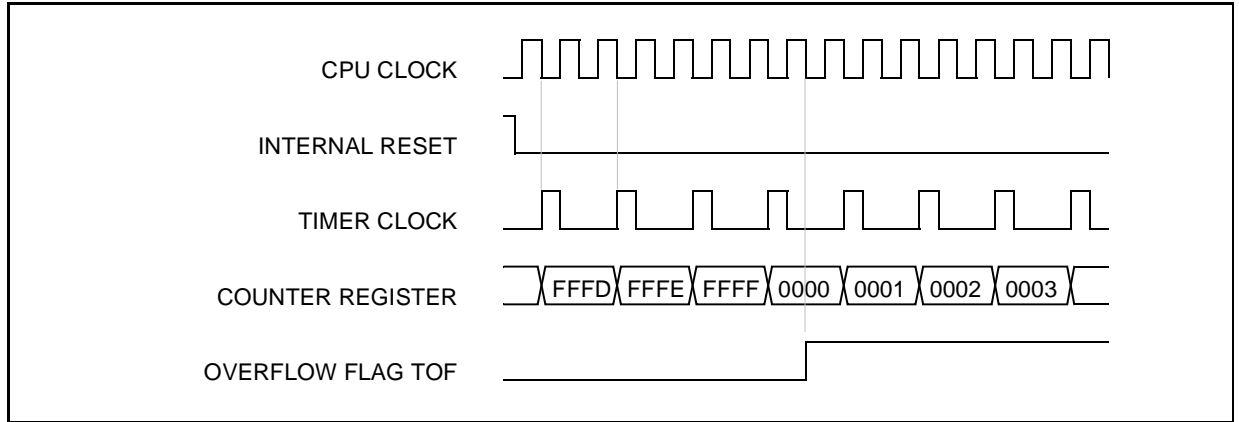 CPU CLOCK
INTERNAL RESET
TIMER CLOCK
COUNTER REGISTER FFFD FFFE FFFF 0000 0001 0002 0003
OVERFLOW FLAG TOF